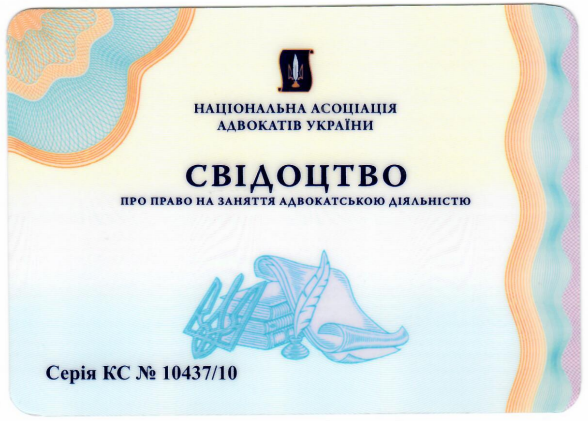 НАЦІОНАЛЬНА АСОЦІАЦІЯ
АДВОКАТІВ УКРАЇНИ
СВІДОЦТВО
ПРО ПРАВО НА ЗАНЯТТЯ АДВОКАТСЬКОЮ ДІЯЛЬНІСТЮ
Серія КС № 10437/10